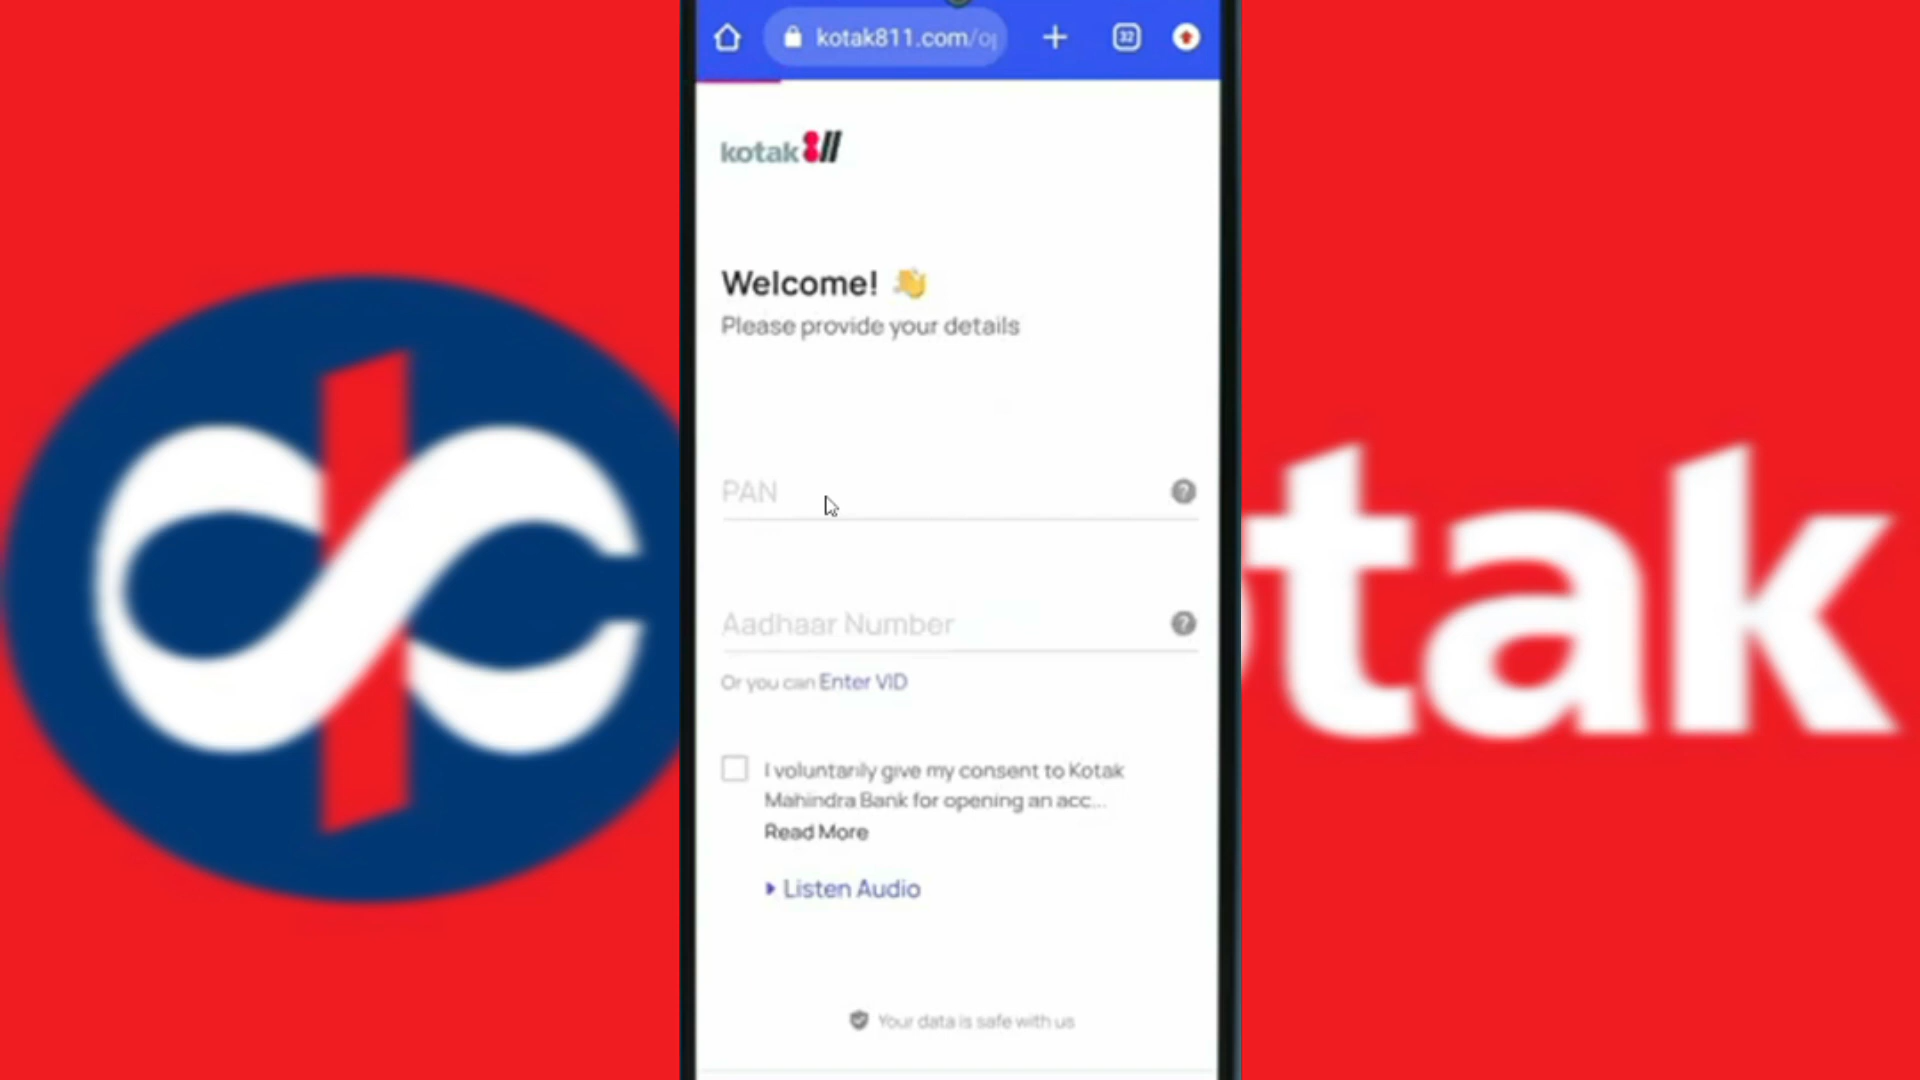 kotak811.com/o
32
kotak811
Welcome! 👋
Please provide your details
PAN
?
Aadhaar Number
?
Or you can Enter VID
I voluntarily give my consent to Kotak
Mahindra Bank for opening an acc...
Read More
Listen Audio
Your data is safe with us
tak